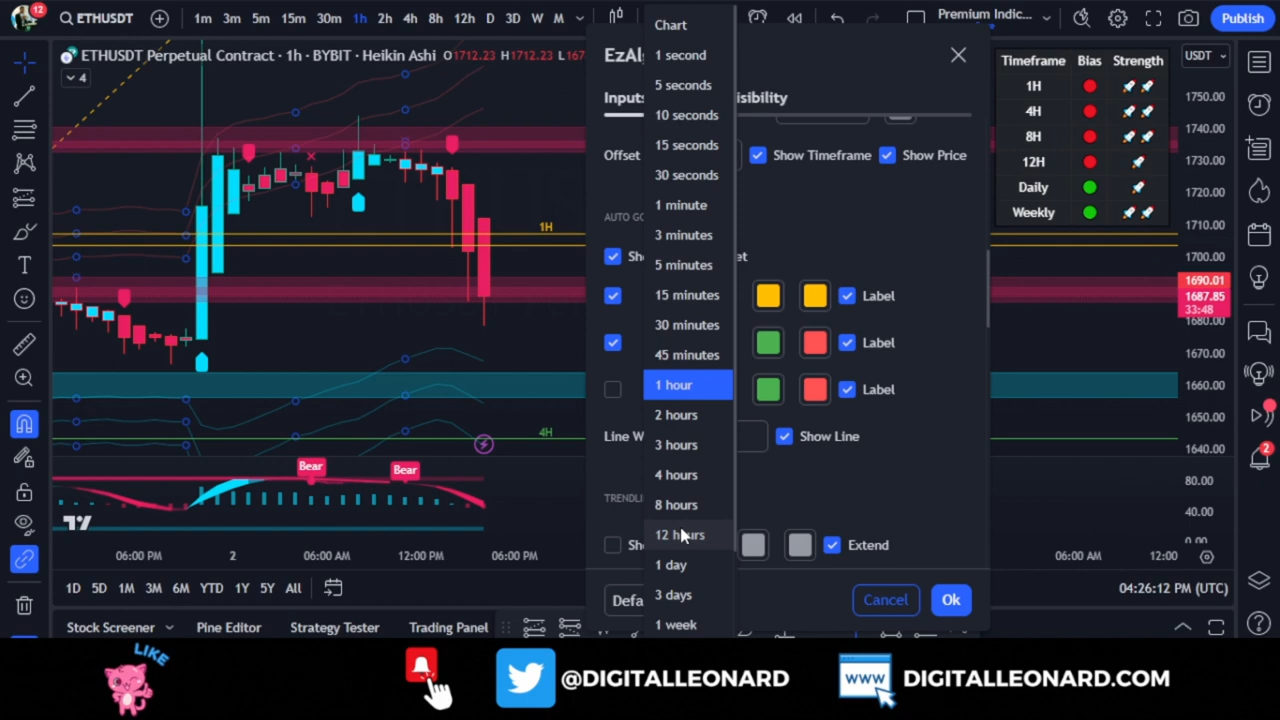 12
ETHUSDT
1m 3m 5m 15m 30m 1h 2h 4h 8h 12h D 3D W M
Premium Indic...
Publish
ETHUSDT Perpetual Contract · 1h · BYBIT · Heikin Ashi O1712.23 H1712.23 L167
4
Chart
1 second
5 seconds
10 seconds
15 seconds
30 seconds
1 minute
3 minutes
5 minutes
15 minutes
30 minutes
45 minutes
1 hour
2 hours
3 hours
4 hours
8 hours
12 hours
1 day
3 days
1 week
Inputs
Offset
Show Timeframe
Show Price
Label
Label
Label
Show Line
Extend
Cancel
Ok
Timeframe Bias Strength
1H
4H
8H
12H
Daily
Weekly
USDT
1750.00
1740.00
1730.00
1720.00
1710.00
1700.00
1690.01
1687.85
33:48
1680.00
1670.00
1660.00
1650.00
1640.00
80.00
40.00
1H
4H
Bear
Bear
2
06:00 PM 2 06:00 AM 12:00 PM 06:00 PM 06:00 AM 12:00
1D 5D 1M 3M 6M YTD 1Y 5Y All
04:26:12 PM (UTC)
Stock Screener Pine Editor Strategy Tester Trading Panel
LIKE
@DIGITALLEONARD
WWW
DIGITALLEONARD.COM